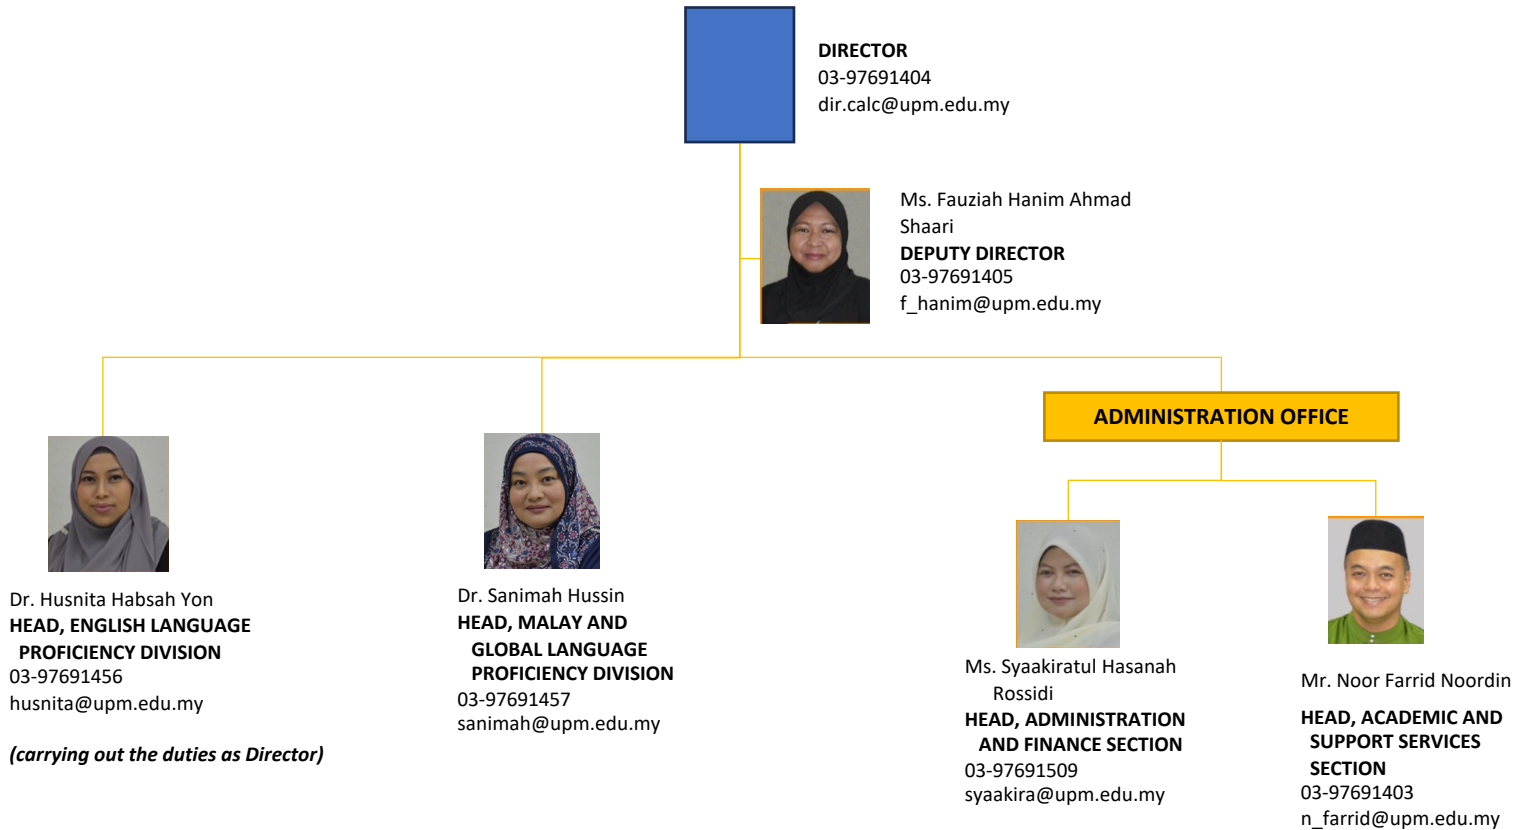 DIRECTOR
03-97691404
dir.calc@upm.edu.my
Ms. Fauziah Hanim Ahmad
Shaari
DEPUTY DIRECTOR
03-97691405
f_hanim@upm.edu.my
ADMINISTRATION OFFICE
Dr. Husnita Habsah Yon
HEAD, ENGLISH LANGUAGE
PROFICIENCY DIVISION
03-97691456
husnita@upm.edu.my
(carrying out the duties as Director)
Dr. Sanimah Hussin
HEAD, MALAY AND
GLOBAL LANGUAGE
PROFICIENCY DIVISION
03-97691457
sanimah@upm.edu.my
Ms. Syaakiratul Hasanah
Rossidi
HEAD, ADMINISTRATION
AND FINANCE SECTION
03-97691509
syaakira@upm.edu.my
Mr. Noor Farrid Noordin
HEAD, ACADEMIC AND
SUPPORT SERVICES
SECTION
03-97691403
n_farrid@upm.edu.my